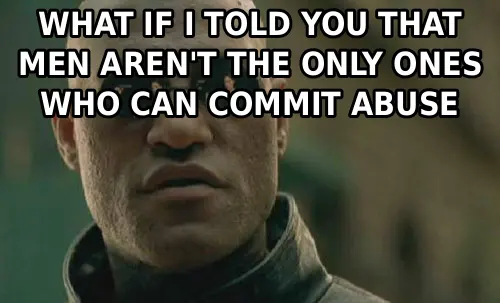 WHAT IF I TOLD YOU THAT
MEN AREN'T THE ONLY ONES
WHO CAN COMMIT ABUSE